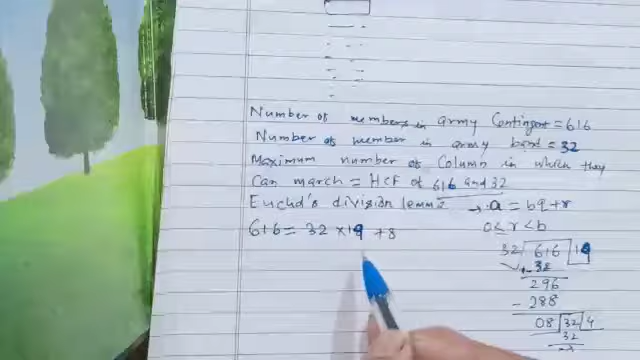 Number of members in army Contingent = 616
Number of member in army band = 32
Maximum number of Column in which they
Can march = HCF of 616 and 32
Euclid's division lemma → a = bq + r
0 ≤ r < b
616 = 32 × 19 + 8
32 616 19
- 32
296
- 288
08 32 4
32